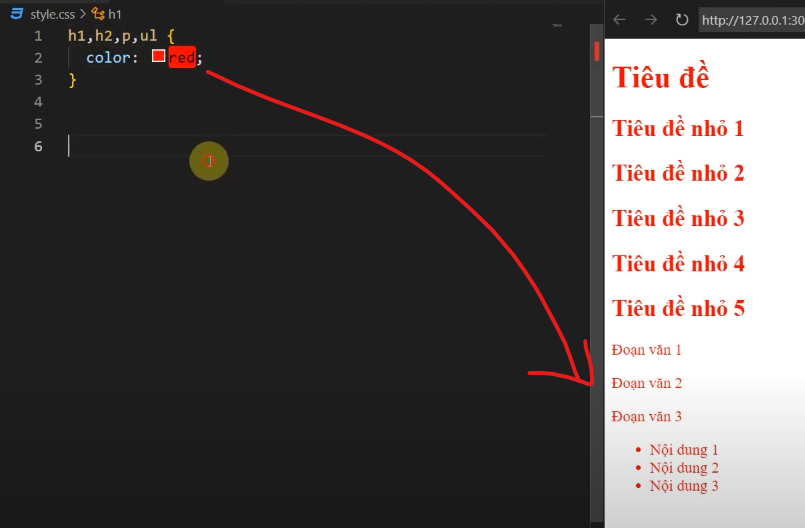 style.css > h1
1 h1,h2,p,ul {
2 color: red;
3 }
4
5
6
http://127.0.0.1:30
Tiêu đề
Tiêu đề nhỏ 1
Tiêu đề nhỏ 2
Tiêu đề nhỏ 3
Tiêu đề nhỏ 4
Tiêu đề nhỏ 5
Đoạn văn 1
Đoạn văn 2
Đoạn văn 3
• Nội dung 1
• Nội dung 2
• Nội dung 3